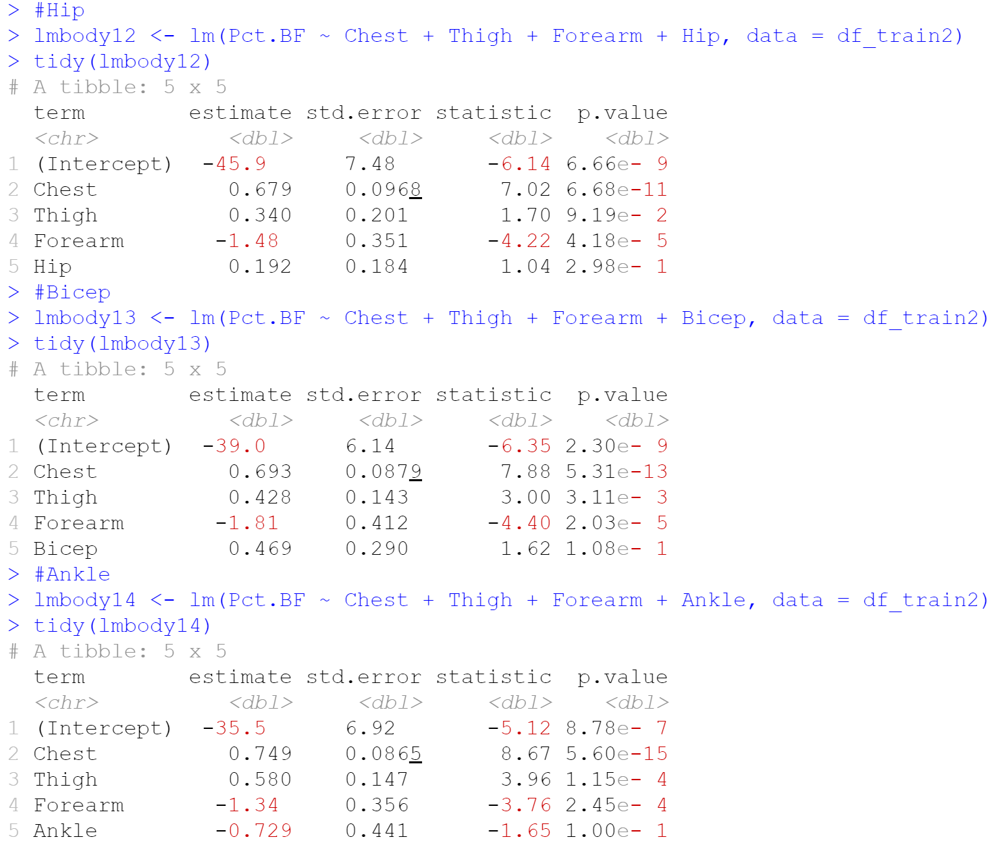 > #Hip
> lmbody12 <- lm(Pct.BF ~ Chest + Thigh + Forearm + Hip, data = df_train2)
> tidy(lmbody12)
# A tibble: 5 x 5
  term        estimate std.error statistic  p.value
  <chr>          <dbl>     <dbl>     <dbl>    <dbl>
1 (Intercept)  -45.9      7.48       -6.14 6.66e- 9
2 Chest          0.679    0.0968      7.02 6.68e-11
3 Thigh          0.340    0.201       1.70 9.19e- 2
4 Forearm       -1.48     0.351      -4.22 4.18e- 5
5 Hip            0.192    0.184       1.04 2.98e- 1
> #Bicep
> lmbody13 <- lm(Pct.BF ~ Chest + Thigh + Forearm + Bicep, data = df_train2)
> tidy(lmbody13)
# A tibble: 5 x 5
  term        estimate std.error statistic  p.value
  <chr>          <dbl>     <dbl>     <dbl>    <dbl>
1 (Intercept)  -39.0      6.14       -6.35 2.30e- 9
2 Chest          0.693    0.0879      7.88 5.31e-13
3 Thigh          0.428    0.143       3.00 3.11e- 3
4 Forearm       -1.81     0.412      -4.40 2.03e- 5
5 Bicep          0.469    0.290       1.62 1.08e- 1
> #Ankle
> lmbody14 <- lm(Pct.BF ~ Chest + Thigh + Forearm + Ankle, data = df_train2)
> tidy(lmbody14)
# A tibble: 5 x 5
  term        estimate std.error statistic  p.value
  <chr>          <dbl>     <dbl>     <dbl>    <dbl>
1 (Intercept)  -35.5      6.92       -5.12 8.78e- 7
2 Chest          0.749    0.0865      8.67 5.60e-15
3 Thigh          0.580    0.147       3.96 1.15e- 4
4 Forearm       -1.34     0.356      -3.76 2.45e- 4
5 Ankle         -0.729    0.441      -1.65 1.00e- 1